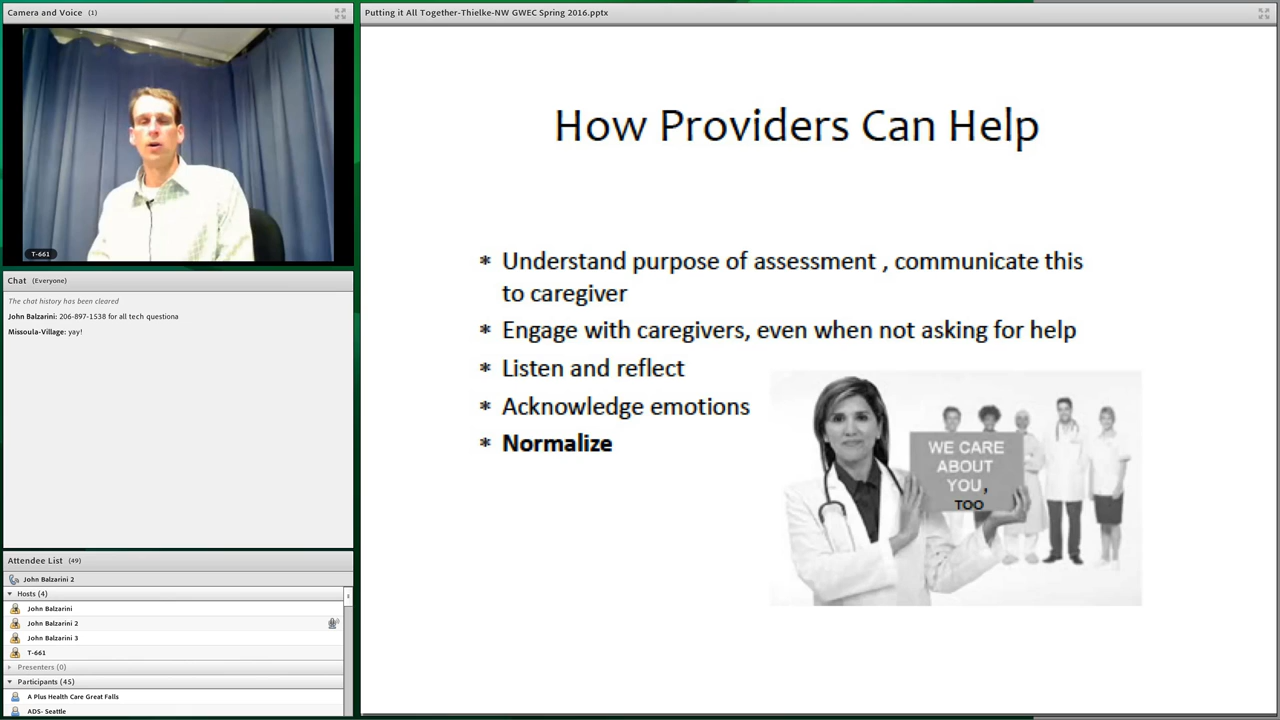 Camera and Voice (1)
T-661
Chat (Everyone)
The chat history has been cleared
John Balzarini: 206-897-1538 for all tech questiona
Missoula-Village: yay!
Attendee List (49)
John Balzarini 2
Hosts (4)
John Balzarini
John Balzarini 2
John Balzarini 3
T-661
Presenters (0)
Participants (45)
A Plus Health Care Great Falls
ADS- Seattle
Putting it All Together-Thielke-NW GWEC Spring 2016.pptx
How Providers Can Help
* Understand purpose of assessment , communicate this
to caregiver
* Engage with caregivers, even when not asking for help
* Listen and reflect
* Acknowledge emotions
* Normalize
WE CARE
ABOUT
YOU,
TOO